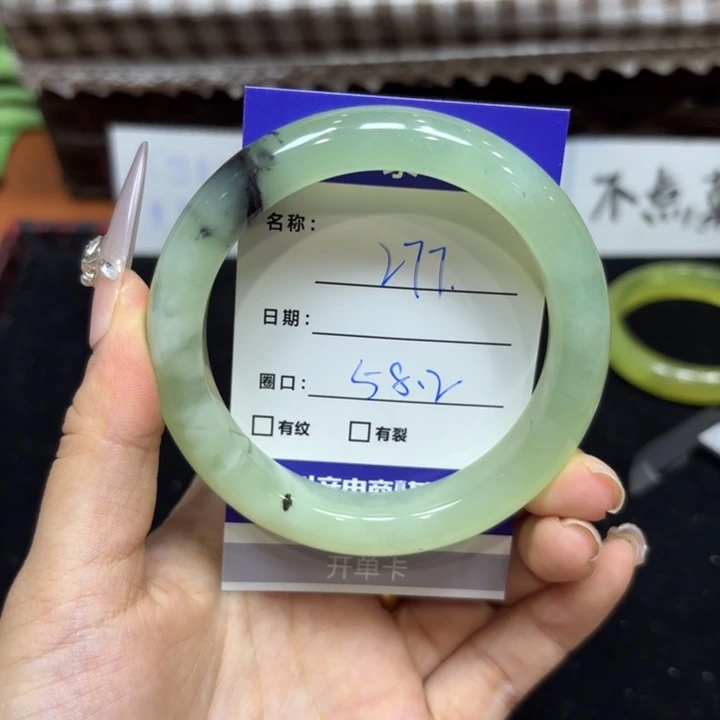 名称: 277.
日期:
圈口: 58.2
□有纹 □有裂
开单卡
不点